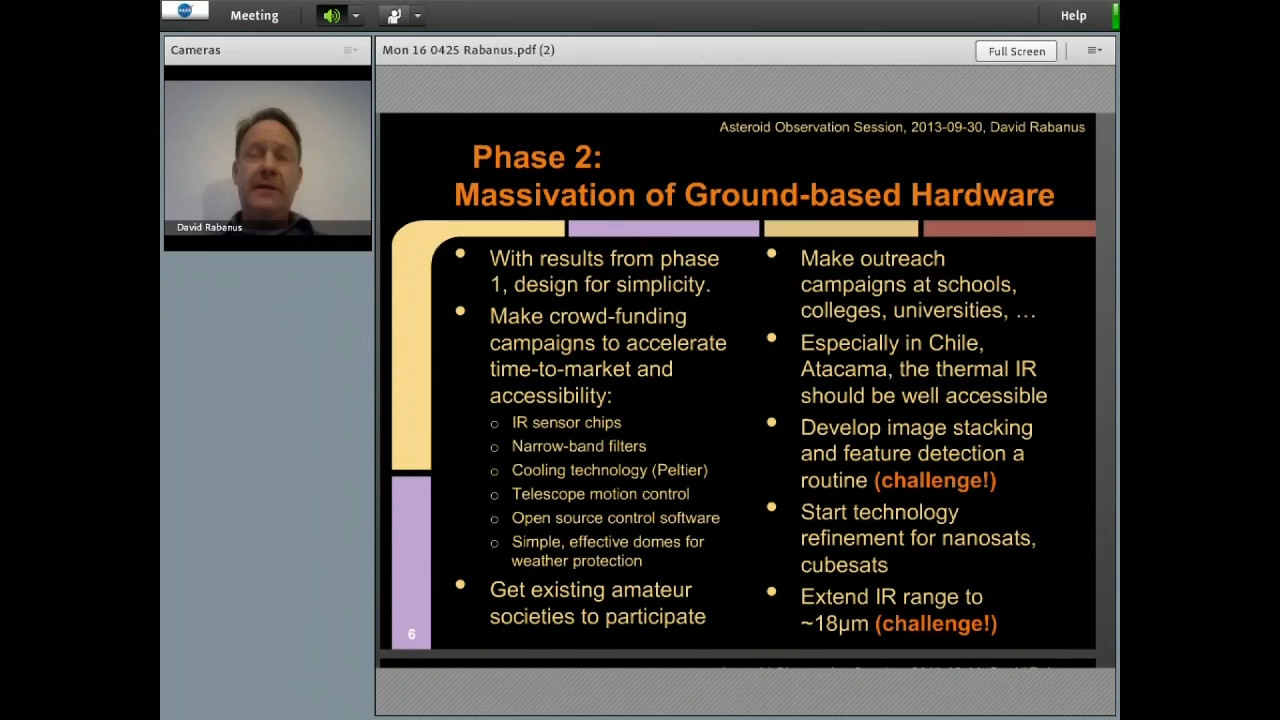 Meeting
Help
Cameras
David Rabanus
Mon 16 0425 Rabanus.pdf (2)
Full Screen
Asteroid Observation Session, 2013-09-30, David Rabanus
Phase 2:
Massivation of Ground-based Hardware
• With results from phase
1, design for simplicity.
• Make crowd-funding
campaigns to accelerate
time-to-market and
accessibility:
o IR sensor chips
o Narrow-band filters
o Cooling technology (Peltier)
o Telescope motion control
o Open source control software
o Simple, effective domes for
weather protection
• Get existing amateur
societies to participate
• Make outreach
campaigns at schools,
colleges, universities, …
• Especially in Chile,
Atacama, the thermal IR
should be well accessible
• Develop image stacking
and feature detection a
routine (challenge!)
• Start technology
refinement for nanosats,
cubesats
• Extend IR range to
~18µm (challenge!)
6